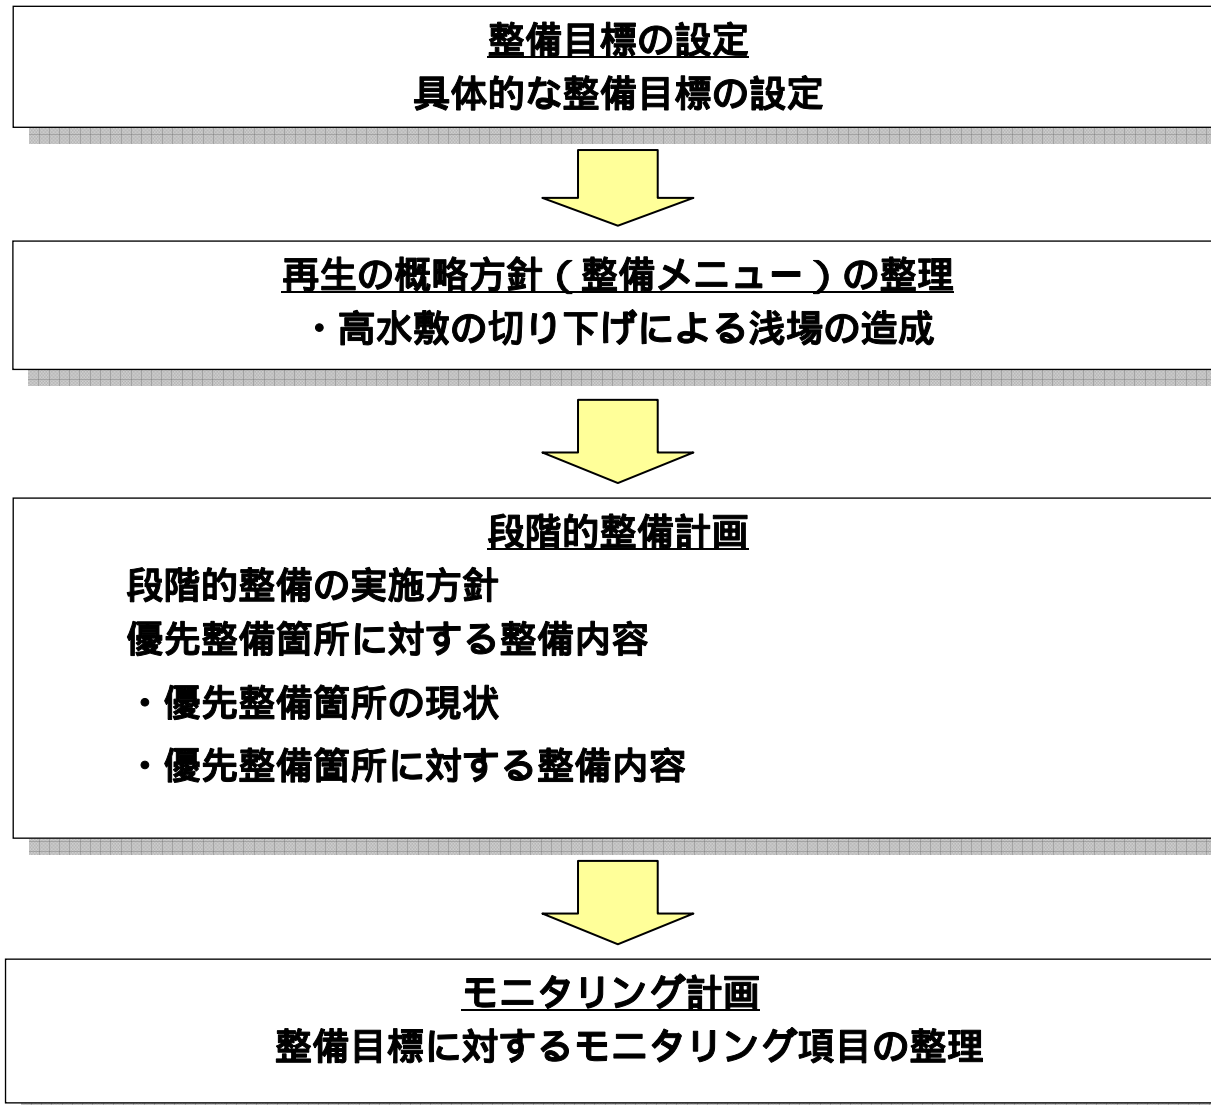 整備目標の設定
具体的な整備目標の設定
再生の概略方針（整備メニュー）の整理
・高水敷の切り下げによる浅場の造成
段階的整備計画
段階的整備の実施方針
優先整備箇所に対する整備内容
・優先整備箇所の現状
・優先整備箇所に対する整備内容
モニタリング計画
整備目標に対するモニタリング項目の整理